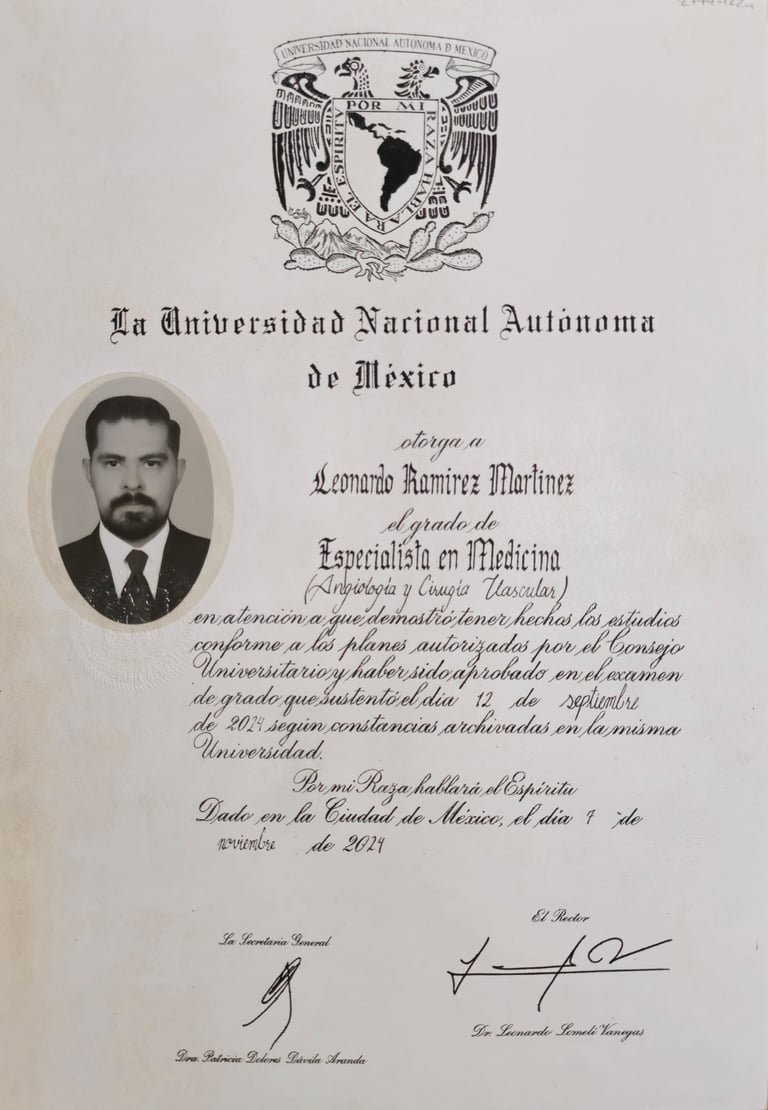 UNIVERSIDAD NACIONAL AUTONOMA D MEXICO
POR MI RAZA HABLARA EL ESPIRITU
La Universidad Nacional Autónoma
de México
otorga a
Leonardo Ramirez Martinez
el grado de
Especialista en Medicina
(Angiología y Cirugía Vascular)
en atención a que demostró tener hechos los estudios
conforme a los planes autorizados por el Consejo
Universitario y haber sido aprobado en el examen
de grado que sustentó el día 12 de septiembre
de 2024 según constancias archivadas en la misma
Universidad.
Por mi Raza hablará el Espíritu
Dado en la Ciudad de México, el día 7 de
noviembre de 2024
El Rector
La Secretaria General
Dr. Leonardo Lomelí Vanegas
Dra. Patricia Dolores Dávila Aranda